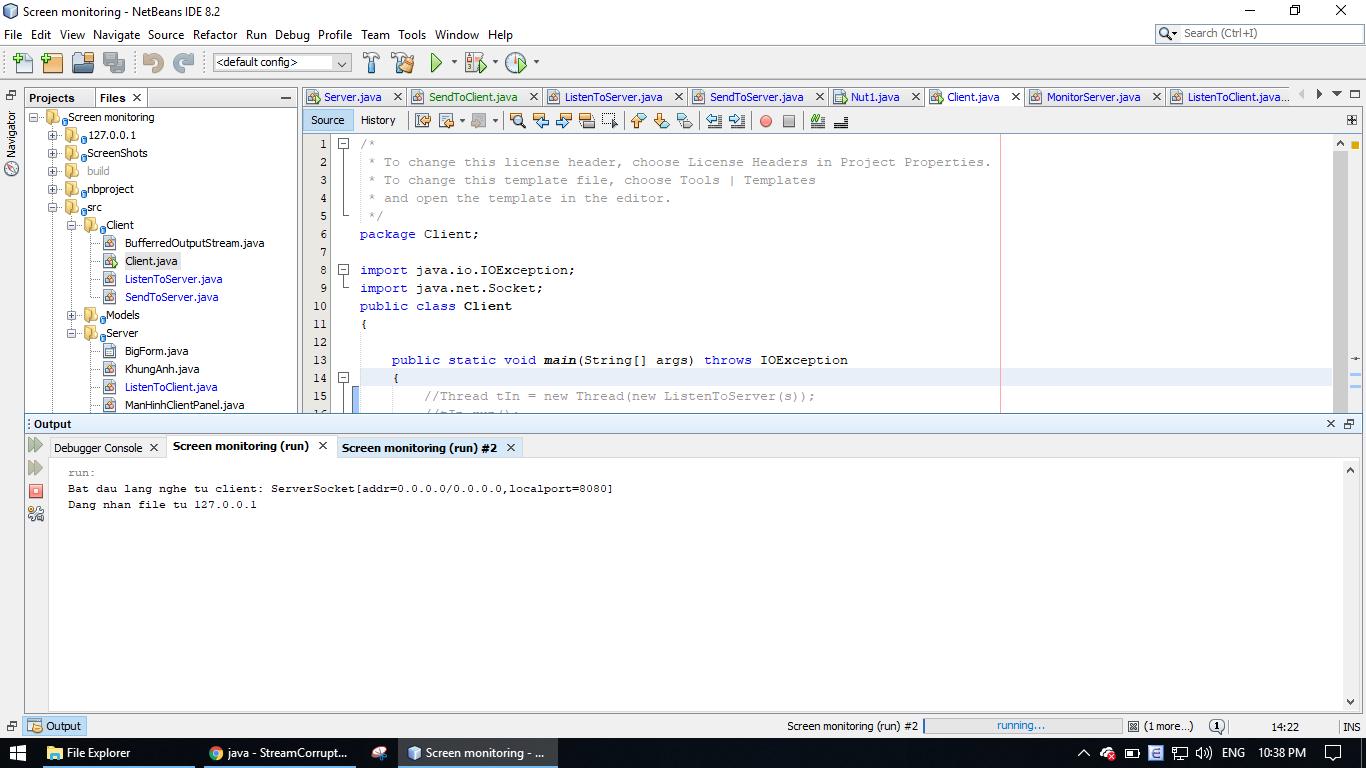 Screen monitoring - NetBeans IDE 8.2
File Edit View Navigate Source Refactor Run Debug Profile Team Tools Window Help
Search (Ctrl+I)
<default config>
Projects Files
Navigator
Screen monitoring
127.0.0.1
ScreenShots
build
nbproject
src
Client
BufferredOutputStream.java
Client.java
ListenToServer.java
SendToServer.java
Models
Server
BigForm.java
KhungAnh.java
ListenToClient.java
ManHinhClientPanel.java
Server.java SendToClient.java ListenToServer.java SendToServer.java Nut1.java Client.java MonitorServer.java ListenToClient.java...
Source History
1 /*
2 * To change this license header, choose License Headers in Project Properties.
3 * To change this template file, choose Tools | Templates
4 * and open the template in the editor.
5 */
6 package Client;
7
8 import java.io.IOException;
9 import java.net.Socket;
10 public class Client
11 {
12
13 public static void main(String[] args) throws IOException
14 {
15 //Thread tIn = new Thread(new ListenToServer(s));
16 //tIn.run();
Output
Debugger Console Screen monitoring (run) Screen monitoring (run) #2
run:
Bat dau lang nghe tu client: ServerSocket[addr=0.0.0.0/0.0.0.0,localport=8080]
Dang nhan file tu 127.0.0.1
Output
Screen monitoring (run) #2 running... (1 more...) 1 14:22 INS
File Explorer java - StreamCorrupt... Screen monitoring - ... ENG 10:38 PM